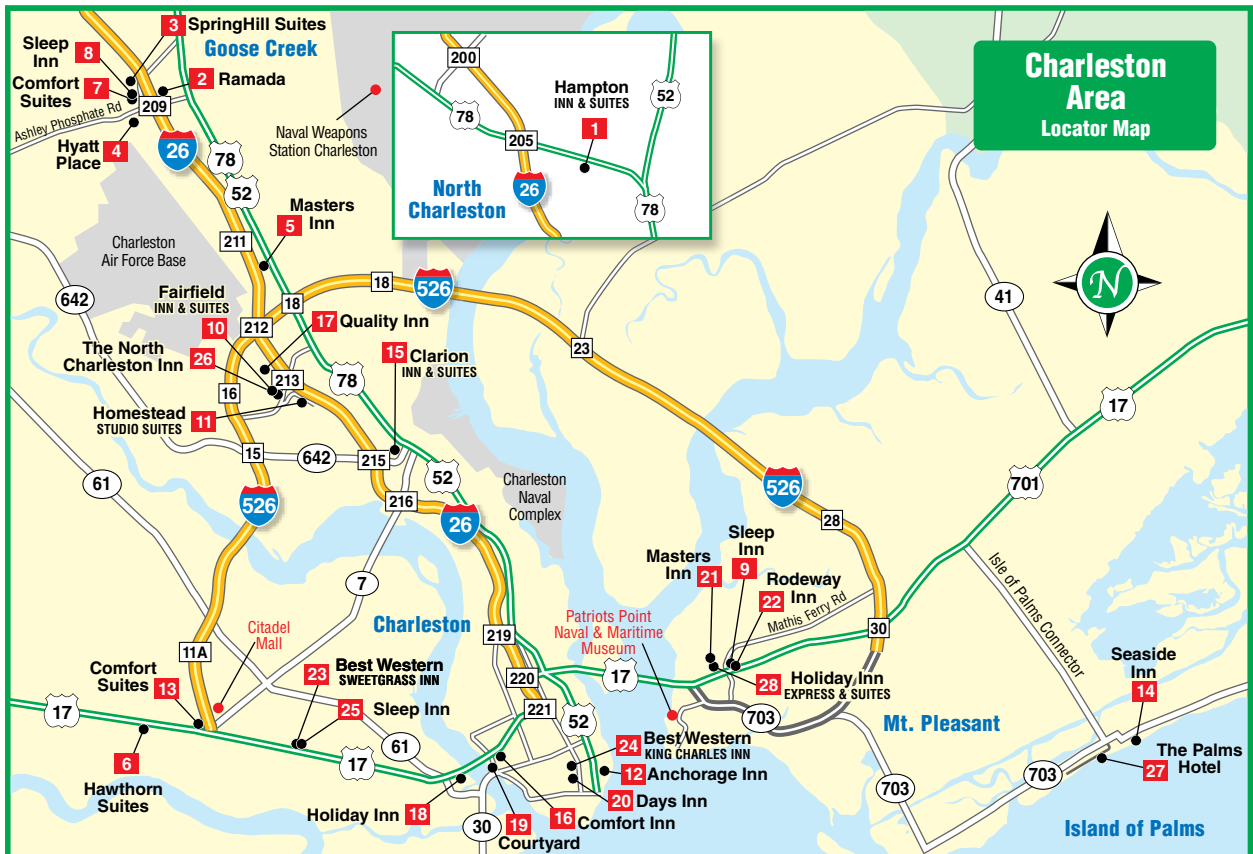 Charleston
Area
Locator Map
3 SpringHill Suites
Goose Creek
Sleep
Inn
8
Comfort
Suites
7
2 Ramada
209
Ashley Phosphate Rd
Hyatt
Place
4
26
78
52
Naval Weapons
Station Charleston
200
78
205
Hampton
INN & SUITES
1
52
26
North
Charleston
78
Masters
Inn
5
211
Charleston
Air Force Base
642
18
18
526
212
Fairfield
INN & SUITES
10
17 Quality Inn
The North
Charleston Inn
26
213
15 Clarion
INN & SUITES
78
16
Homestead
STUDIO SUITES
11
15
642
215
52
216
26
526
61
7
Charleston
Naval
Complex
23
41
17
701
526
28
Sleep
Inn
9
Masters
Inn
21
Rodeway
Inn
22
Mathis Ferry Rd
Isle of Palms Connector
30
Charleston
219
Patriots Point
Naval & Maritime
Museum
11A
Citadel
Mall
Comfort
Suites
13
23 Best Western
SWEETGRASS INN
25 Sleep Inn
220
17
28 Holiday Inn
EXPRESS & SUITES
221
52
703
Mt. Pleasant
Seaside
Inn
14
17
6
Hawthorn
Suites
17
61
24 Best Western
KING CHARLES INN
12 Anchorage Inn
20 Days Inn
Holiday Inn 18
30
19
Courtyard
16
Comfort Inn
703
703
The Palms
Hotel
27
Island of Palms
N